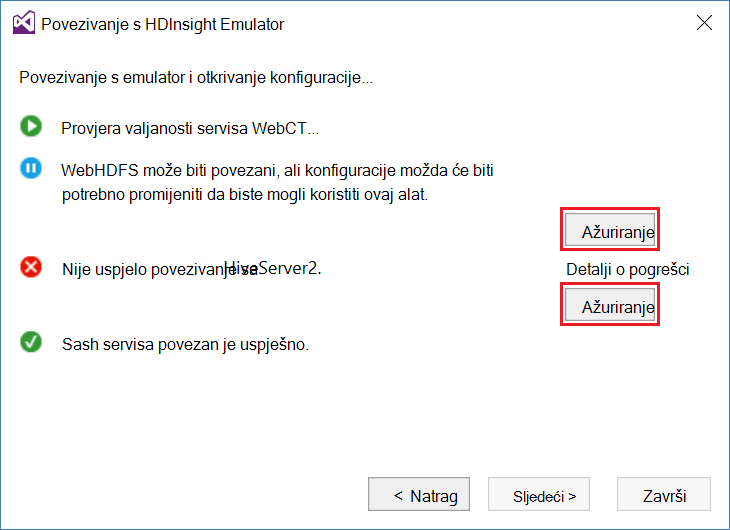 Povezivanje s HDInsight Emulator
Povezivanje s emulator i otkrivanje konfiguracije...
Provjera valjanosti servisa WebCT...
WebHDFS može biti povezani, ali konfiguracije možda će biti
potrebno promijeniti da biste mogli koristiti ovaj alat.
Ažuriranje
Nije uspjelo povezivanje sa HiveServer2.
Detalji o pogrešci
Ažuriranje
Sash servisa povezan je uspješno.
< Natrag
Sljedeći >
Završi